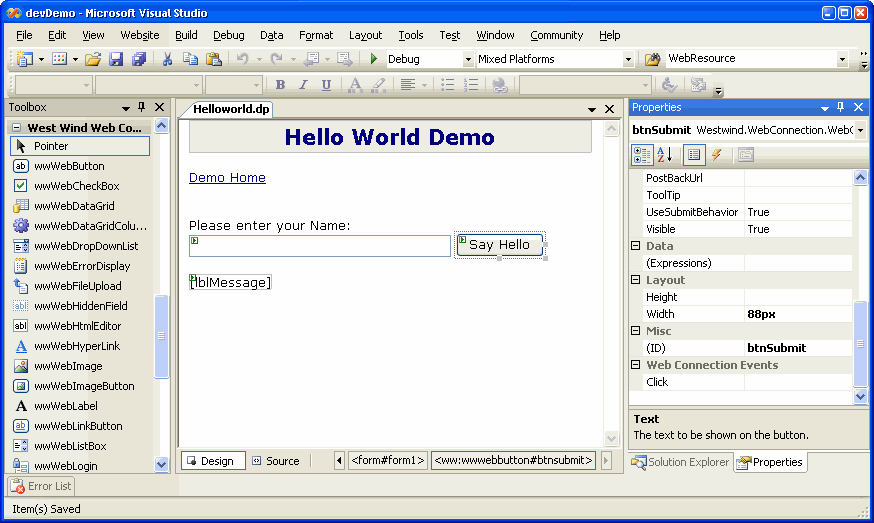 devDemo - Microsoft Visual Studio
File Edit View Website Build Debug Data Format Layout Tools Test Window Community Help
Debug Mixed Platforms WebResource
B I U A
Toolbox
West Wind Web Co...
Pointer
wwWebButton
wwWebCheckBox
wwWebDataGrid
wwWebDataGridColu...
wwWebDropDownList
wwWebErrorDisplay
wwWebFileUpload
wwWebHiddenField
wwWebHtmlEditor
wwWebHyperLink
wwWebImage
wwWebImageButton
wwWebLabel
wwWebLinkButton
wwWebListBox
wwWebLogin
Helloworld.dp
Hello World Demo
Demo Home
Please enter your Name:
Say Hello
[lblMessage]
Design Source <form#form1> <ww:wwwebbutton#btnsubmit>
Properties
btnSubmit Westwind.WebConnection.WebC
PostBackUrl
ToolTip
UseSubmitBehavior True
Visible True
Data
(Expressions)
Layout
Height
Width 88px
Misc
(ID) btnSubmit
Web Connection Events
Click
Text
The text to be shown on the button.
Solution Explorer Properties
Error List
Item(s) Saved